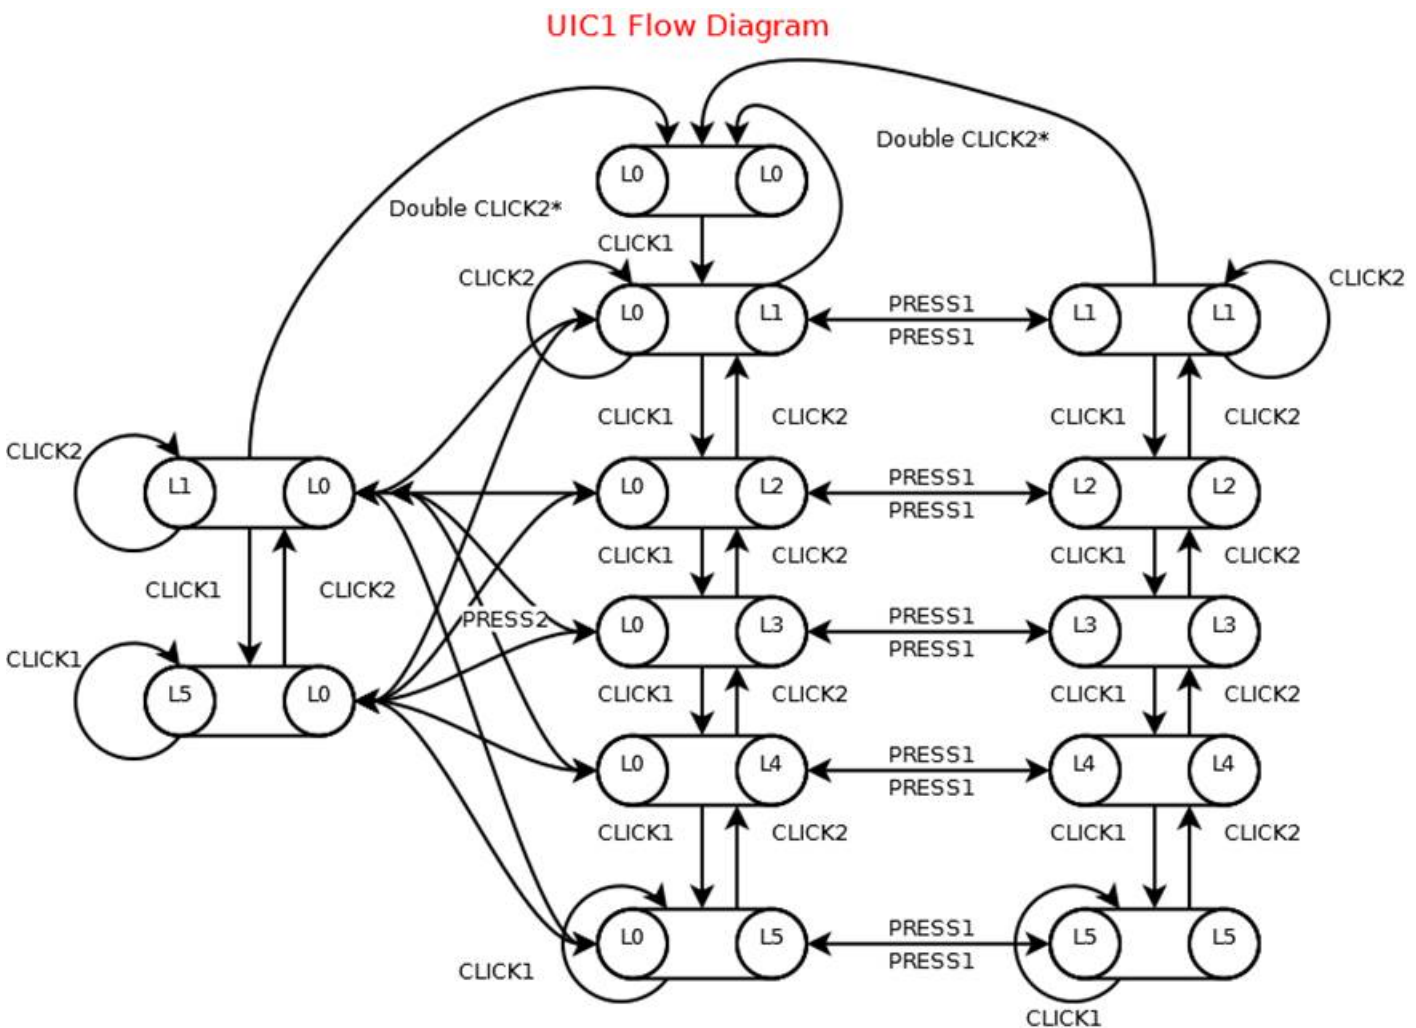 UIC1 Flow Diagram
Double CLICK2*
L0 L0
Double CLICK2*
CLICK1
CLICK2
CLICK2
L0 L1
PRESS1
PRESS1
L1 L1
CLICK1 CLICK2
CLICK1 CLICK2
CLICK2
L1 L0
L0 L2
PRESS1
PRESS1
L2 L2
CLICK1 CLICK2
CLICK1 CLICK2
CLICK1 CLICK2
PRESS2
L0 L3
PRESS1
PRESS1
L3 L3
CLICK1
L5 L0
CLICK1 CLICK2
CLICK1 CLICK2
L0 L4
PRESS1
PRESS1
L4 L4
CLICK1 CLICK2
CLICK1 CLICK2
L0 L5
PRESS1
PRESS1
L5 L5
CLICK1
CLICK1